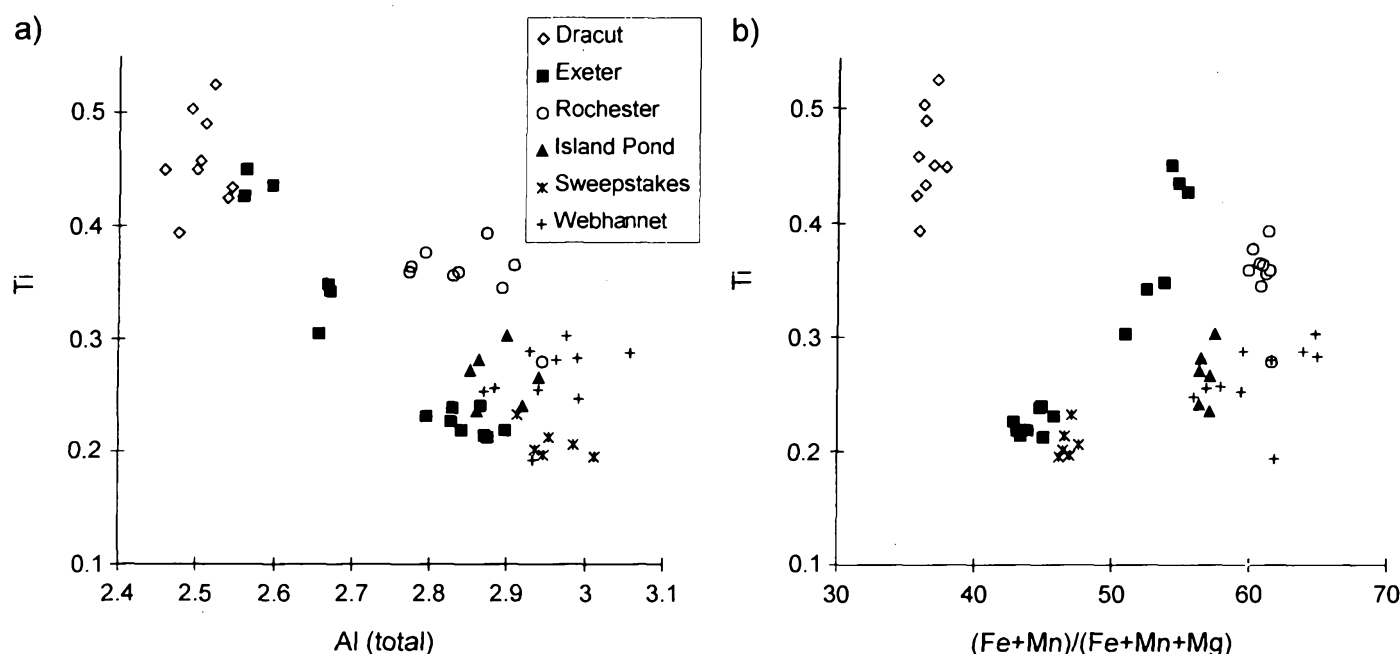 a)
Dracut
Exeter
Rochester
Island Pond
Sweepstakes
Webhannet
Ti
0.5
0.4
0.3
0.2
0.1
2.4 2.5 2.6 2.7 2.8 2.9 3 3.1
Al (total)
b)
Ti
0.5
0.4
0.3
0.2
0.1
30 40 50 60 70
(Fe+Mn)/(Fe+Mn+Mg)